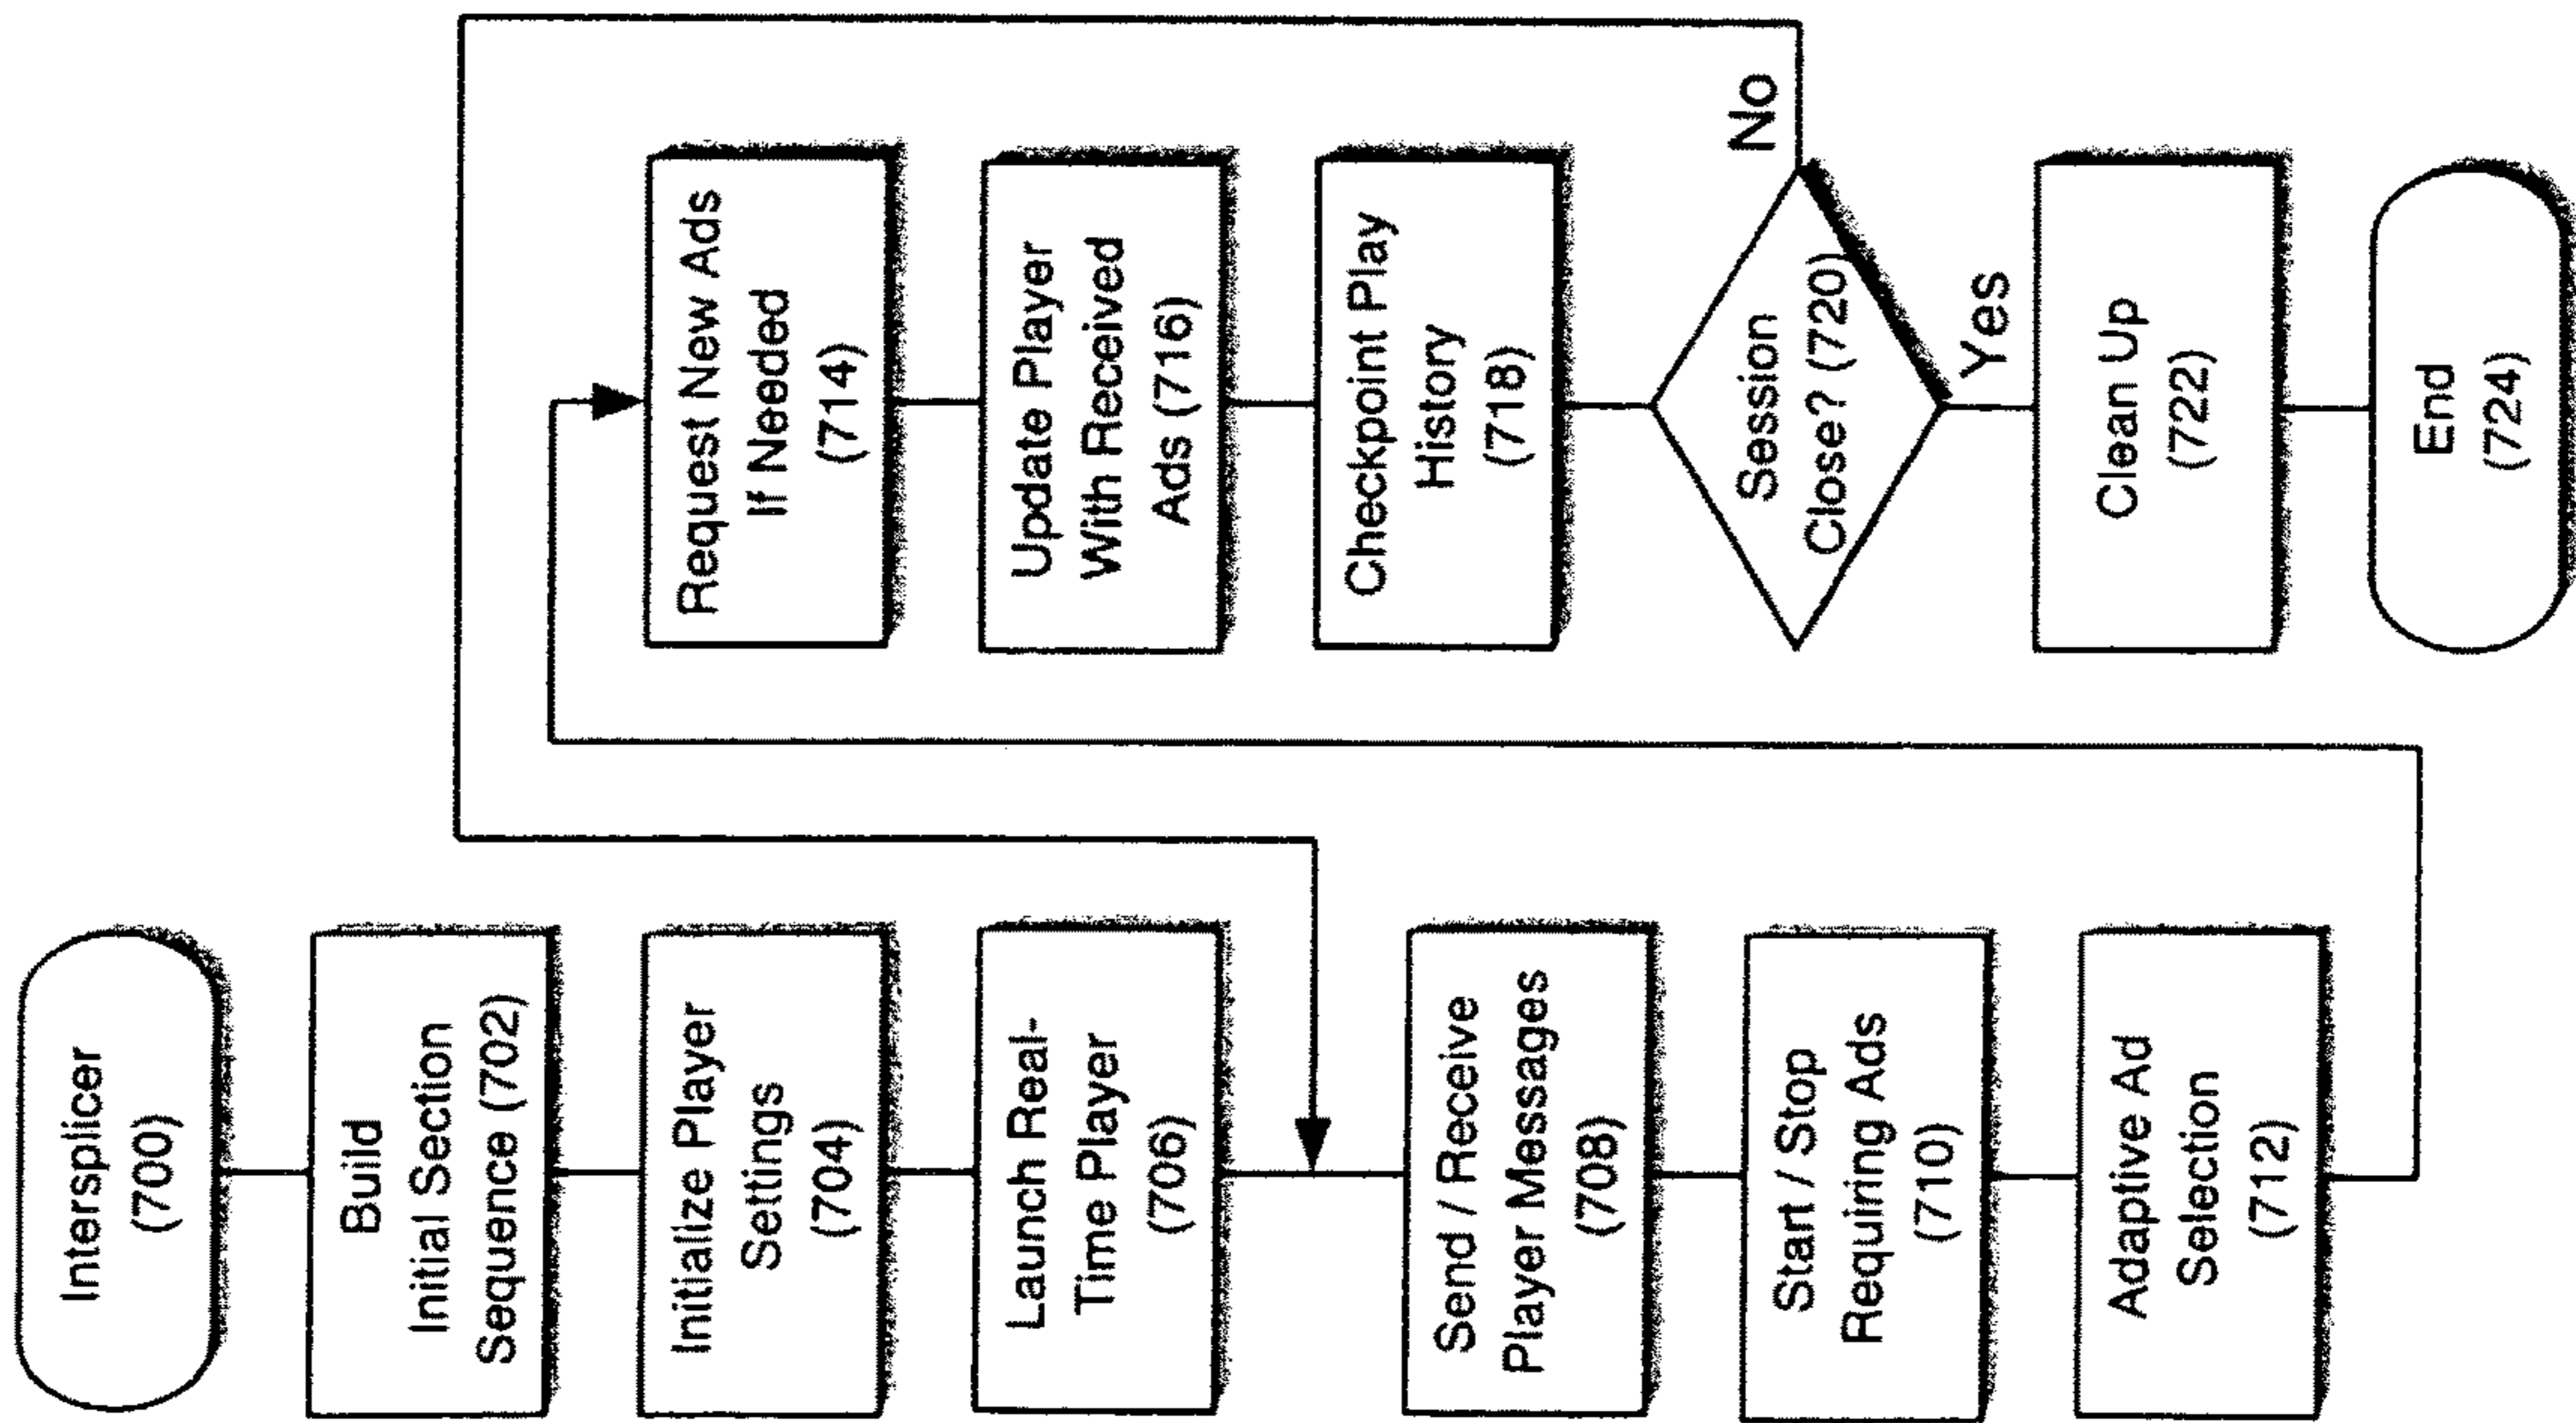 Intersplicer
(700)
Build
Initial Section
Sequence (702)
Initialize Player
Settings
(704)
Launch Real-
Time Player
(706)
Send / Receive
Player Messages
(708)
Start / Stop
Requiring Ads
(710)
Adaptive Ad
Selection
(712)
Request New Ads
If Needed
(714)
Update Player
With Received
Ads (716)
Checkpoint Play
History
(718)
Session
Close? (720)
No
Yes
Clean Up
(722)
End
(724)